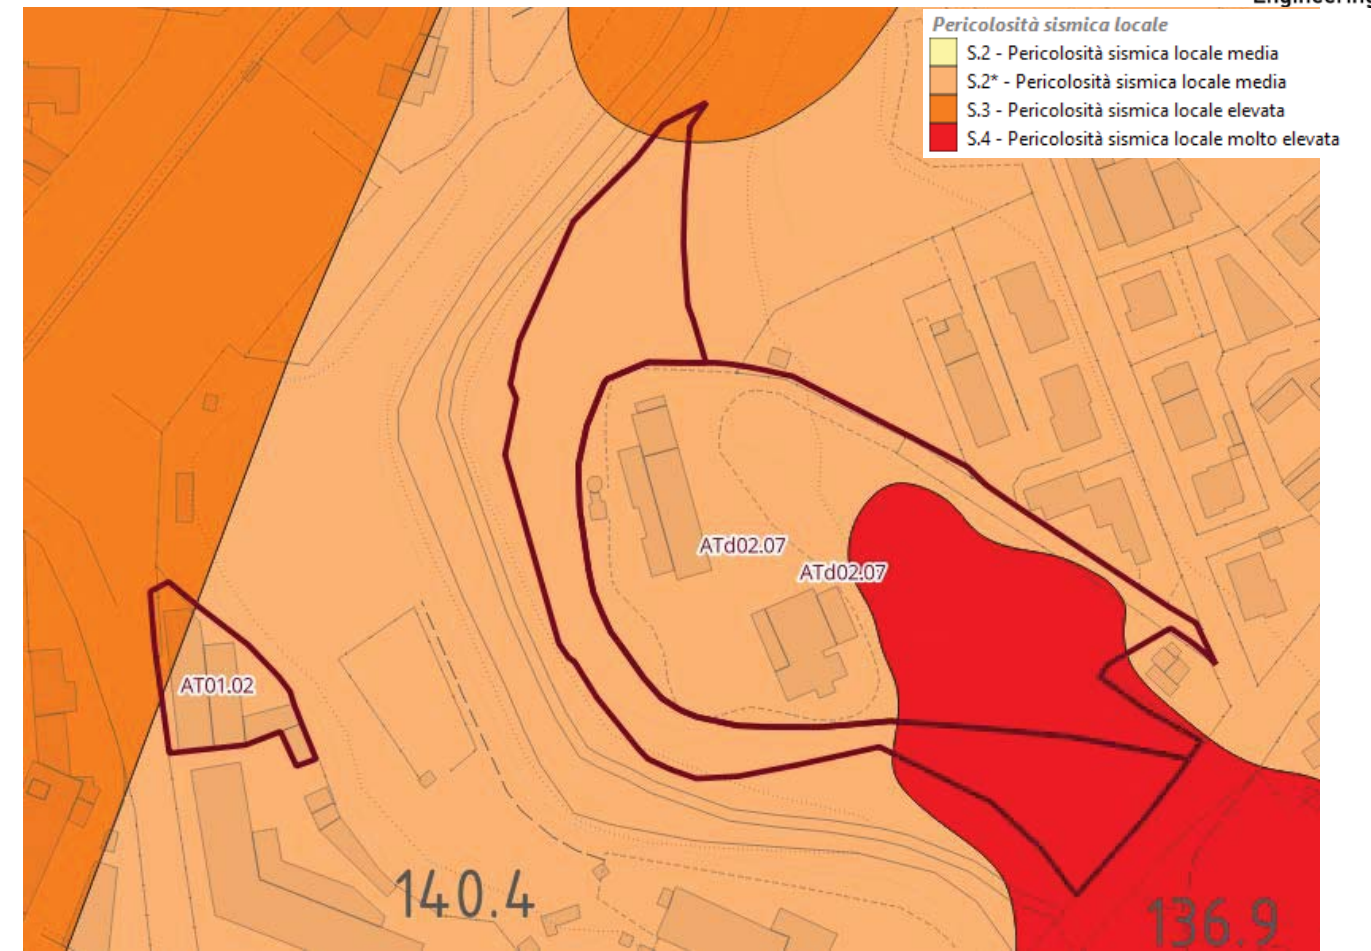 Engineering
Pericolosità sismica locale
S.2 - Pericolosità sismica locale media
S.2* - Pericolosità sismica locale media
S.3 - Pericolosità sismica locale elevata
S.4 - Pericolosità sismica locale molto elevata
ATd02.07
ATd02.07
AT01.02
140.4
136.9